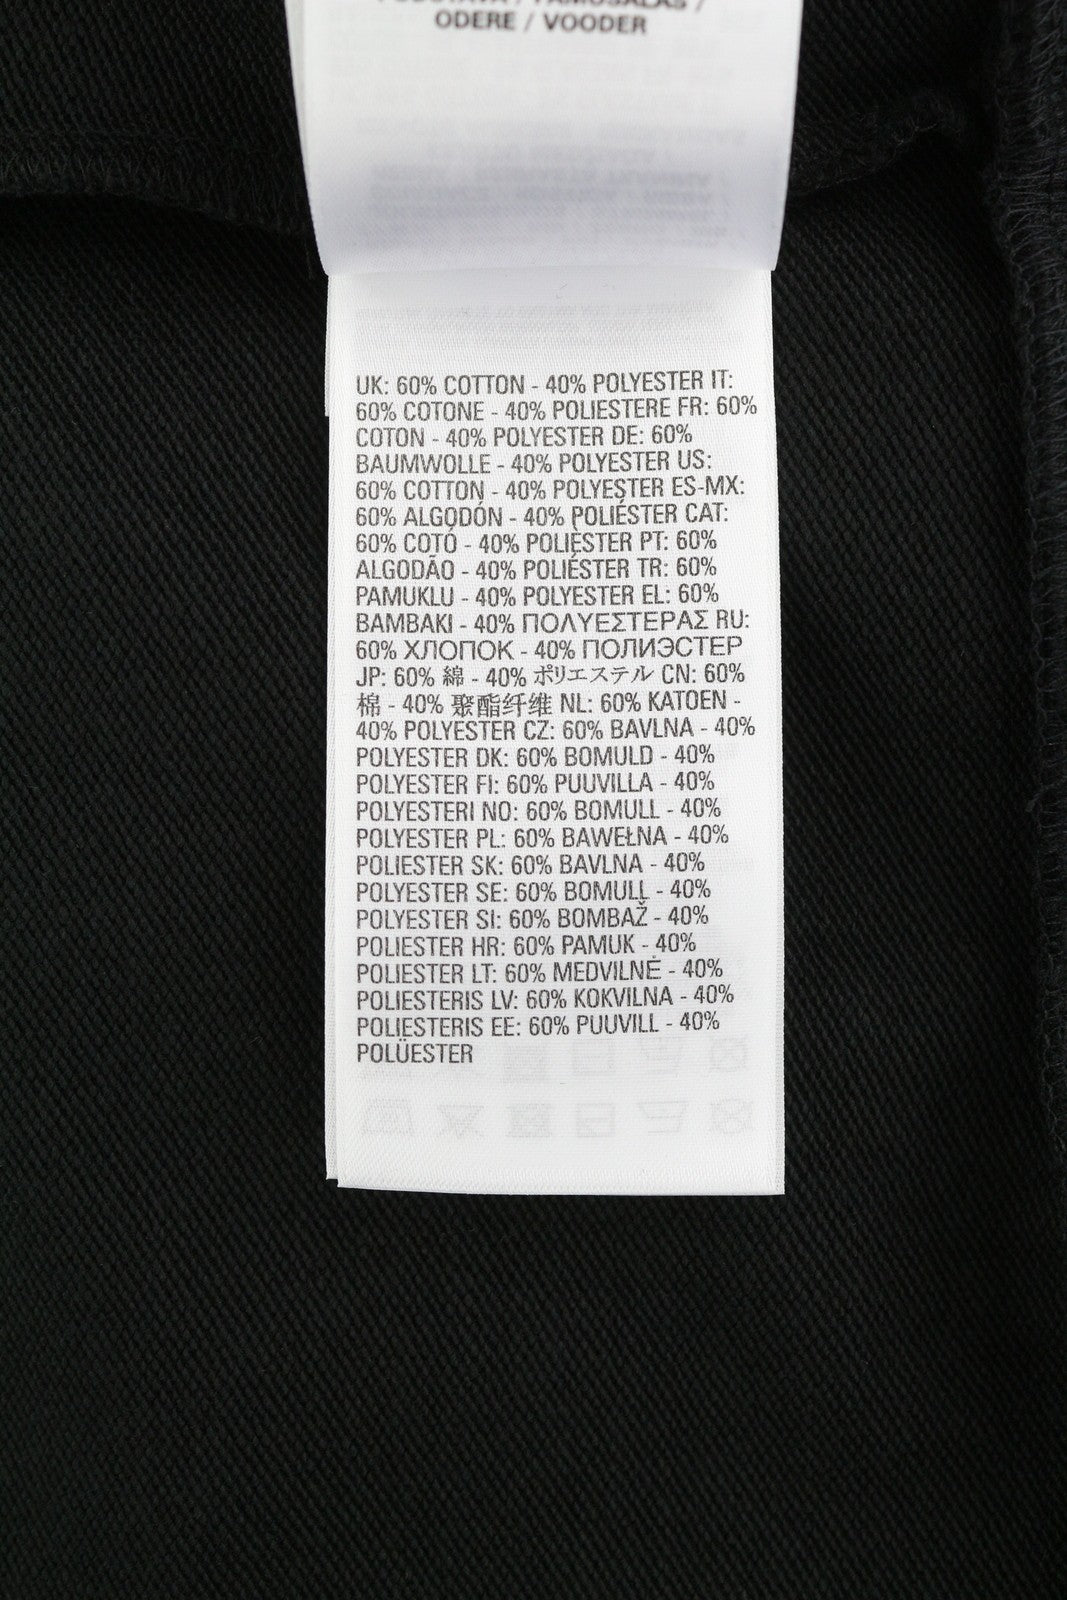 ODERE / VOODER
UK: 60% COTTON - 40% POLYESTER IT:
60% COTONE - 40% POLIESTERE FR: 60%
COTON - 40% POLYESTER DE: 60%
BAUMWOLLE - 40% POLYESTER US:
60% COTTON - 40% POLYESTER ES-MX:
60% ALGODÓN - 40% POLIÉSTER CAT:
60% COTÓ - 40% POLIÈSTER PT: 60%
ALGODÃO - 40% POLIÉSTER TR: 60%
PAMUKLU - 40% POLYESTER EL: 60%
BAMBAKI - 40% ΠΟΛΥΕΣΤΕΡΑΣ RU:
60% ХЛОПОК - 40% ПОЛИЭСТЕР
JP: 60% 綿 - 40% ポリエステル CN: 60%
棉 - 40% 聚酯纤维 NL: 60% KATOEN -
40% POLYESTER CZ: 60% BAVLNA - 40%
POLYESTER DK: 60% BOMULD - 40%
POLYESTER FI: 60% PUUVILLA - 40%
POLYESTERI NO: 60% BOMULL - 40%
POLYESTER PL: 60% BAWEŁNA - 40%
POLIESTER SK: 60% BAVLNA - 40%
POLYESTER SE: 60% BOMULL - 40%
POLYESTER SI: 60% BOMBAŽ - 40%
POLIESTER HR: 60% PAMUK - 40%
POLIESTER LT: 60% MEDVILNĖ - 40%
POLIESTERIS LV: 60% KOKVILNA - 40%
POLIESTERIS EE: 60% PUUVILL - 40%
POLÜESTER